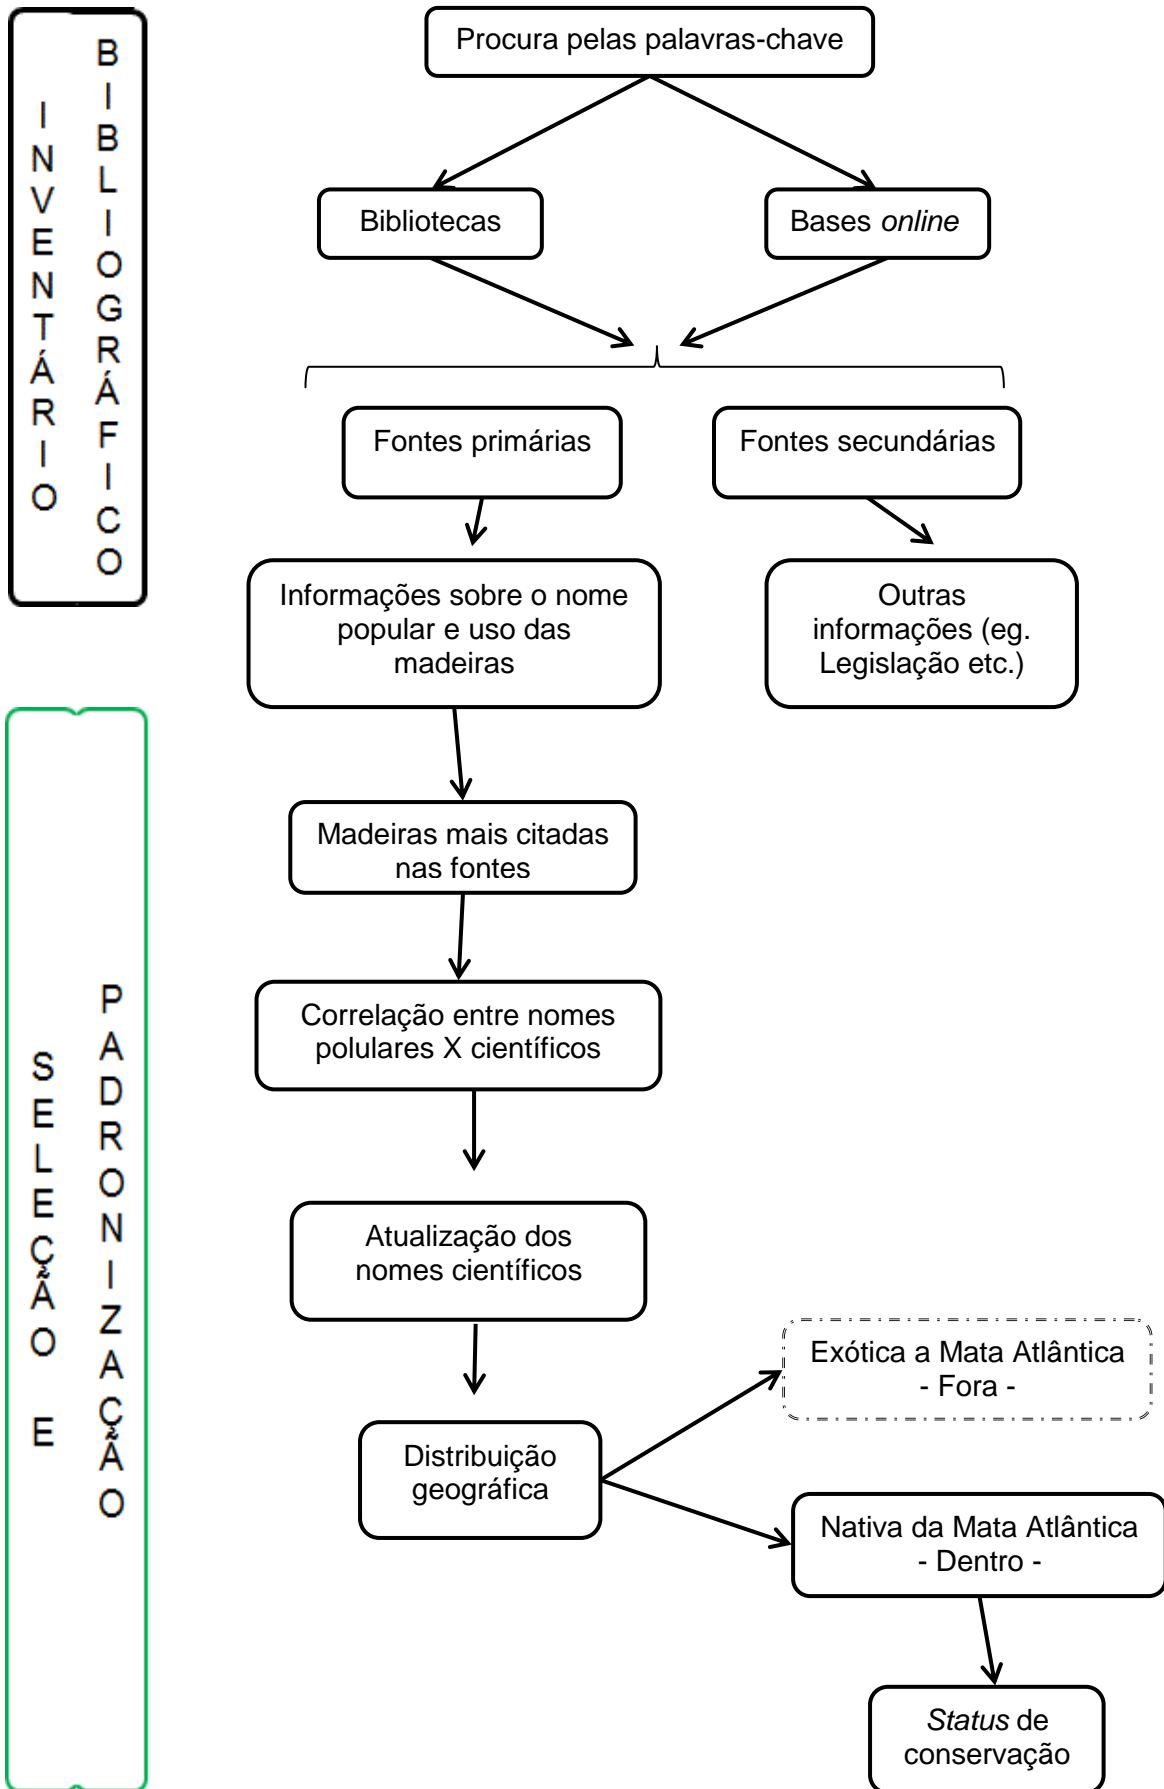 INVENTÁRIO
BIBLIOGRÁFICO
Procura pelas palavras-chave
Bibliotecas
Bases online
Fontes primárias
Fontes secundárias
Informações sobre o nome
popular e uso das
madeiras
Outras
informações (eg.
Legislação etc.)
SELEÇÃO E
PADRONIZAÇÃO
Madeiras mais citadas
nas fontes
Correlação entre nomes
polulares X científicos
Atualização dos
nomes científicos
Distribuição
geográfica
Exótica a Mata Atlântica
- Fora -
Nativa da Mata Atlântica
- Dentro -
Status de
conservação